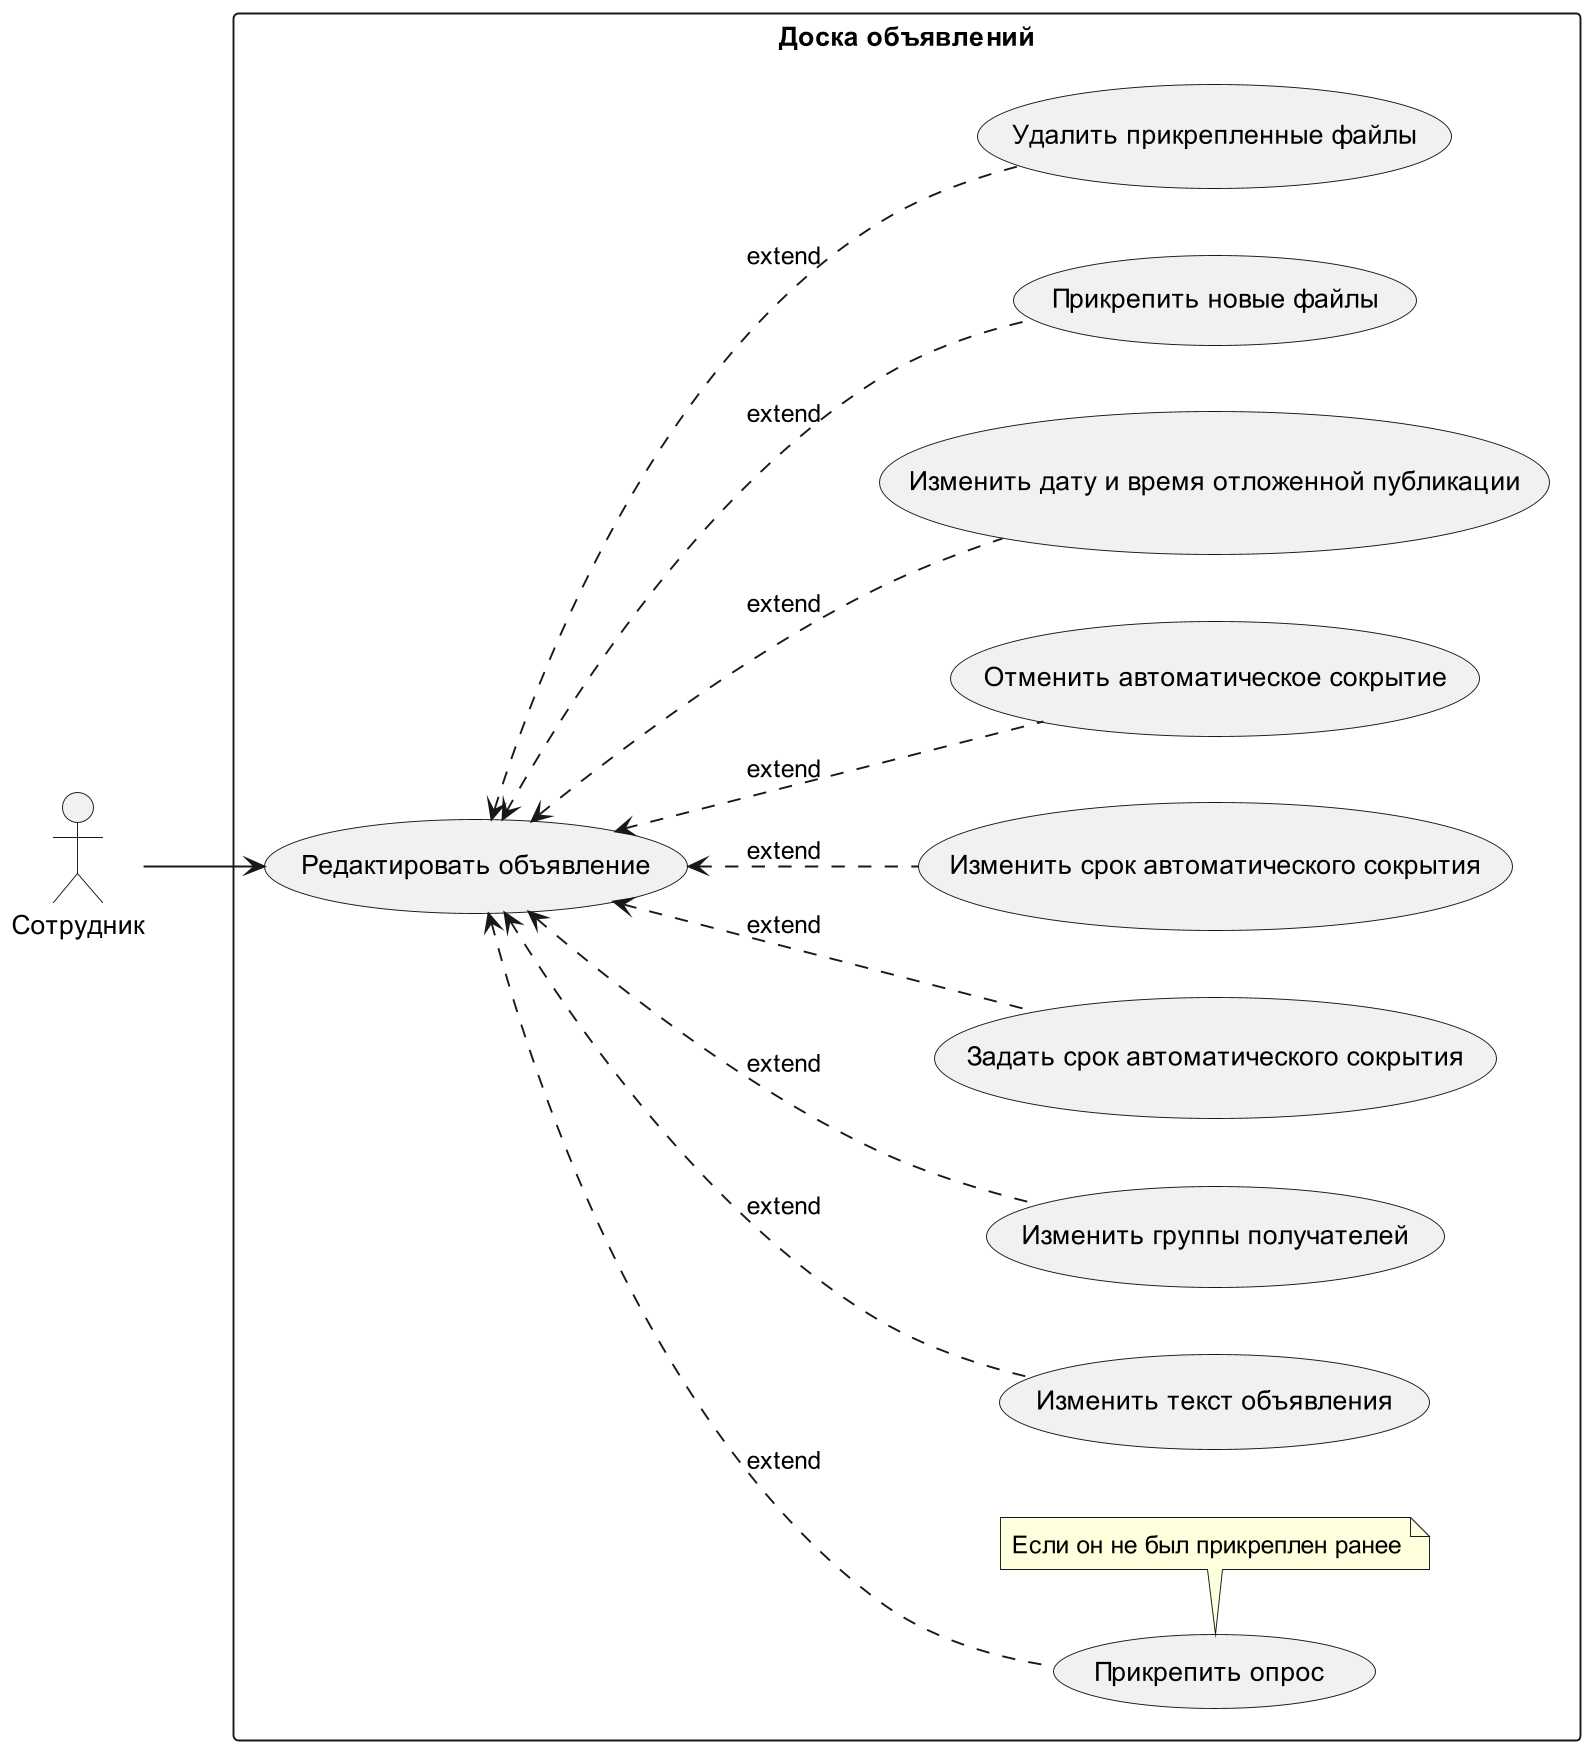 Доска объявлений
Удалить прикрепленные файлы
extend
Прикрепить новые файлы
extend
Изменить дату и время отложенной публикации
extend
Отменить автоматическое сокрытие
extend
Сотрудник
Редактировать объявление
extend
Изменить срок автоматического сокрытия
extend
Задать срок автоматического сокрытия
extend
Изменить группы получателей
extend
Изменить текст объявления
extend
Если он не был прикреплен ранее
Прикрепить опрос